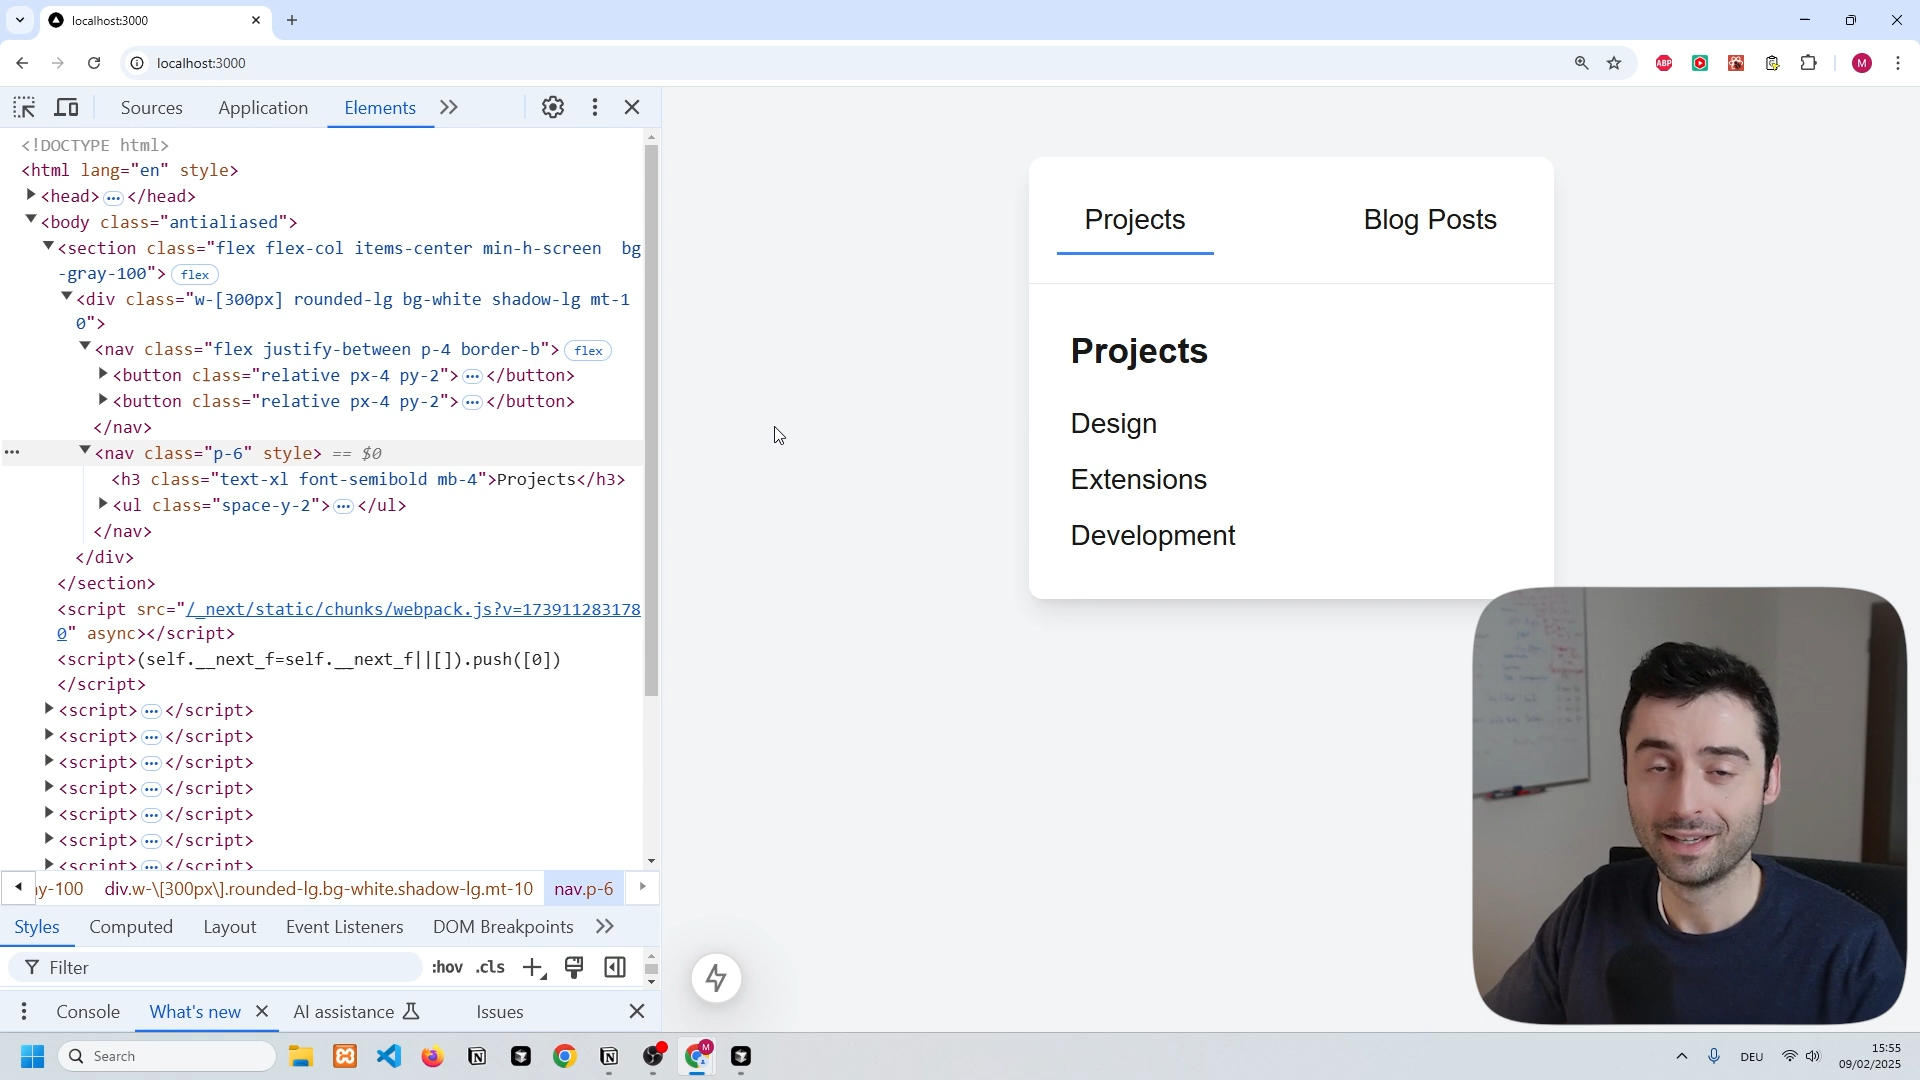 localhost:3000
localhost:3000
ABP
M
Sources
Application
Elements
<!DOCTYPE html>
<html lang="en" style>
<head> ••• </head>
<body class="antialiased">
<section class="flex flex-col items-center min-h-screen bg
-gray-100"> flex
<div class="w-[300px] rounded-lg bg-white shadow-lg mt-1
0">
<nav class="flex justify-between p-4 border-b"> flex
<button class="relative px-4 py-2"> ••• </button>
<button class="relative px-4 py-2"> ••• </button>
</nav>
<nav class="p-6" style> == $0
<h3 class="text-xl font-semibold mb-4">Projects</h3>
<ul class="space-y-2"> ••• </ul>
</nav>
</div>
</section>
<script src="/_next/static/chunks/webpack.js?v=173911283178
0" async></script>
<script>(self.__next_f=self.__next_f||[]).push([0])
</script>
<script> ••• </script>
<script> ••• </script>
<script> ••• </script>
<script> ••• </script>
<script> ••• </script>
<script> ••• </script>
<script> ••• </script>
ay-100 div.w-\[300px\].rounded-lg.bg-white.shadow-lg.mt-10 nav.p-6
Styles Computed Layout Event Listeners DOM Breakpoints
Filter :hov .cls
Console What's new AI assistance Issues
Projects
Blog Posts
Projects
Design
Extensions
Development
Search
M
DEU
15:55
09/02/2025